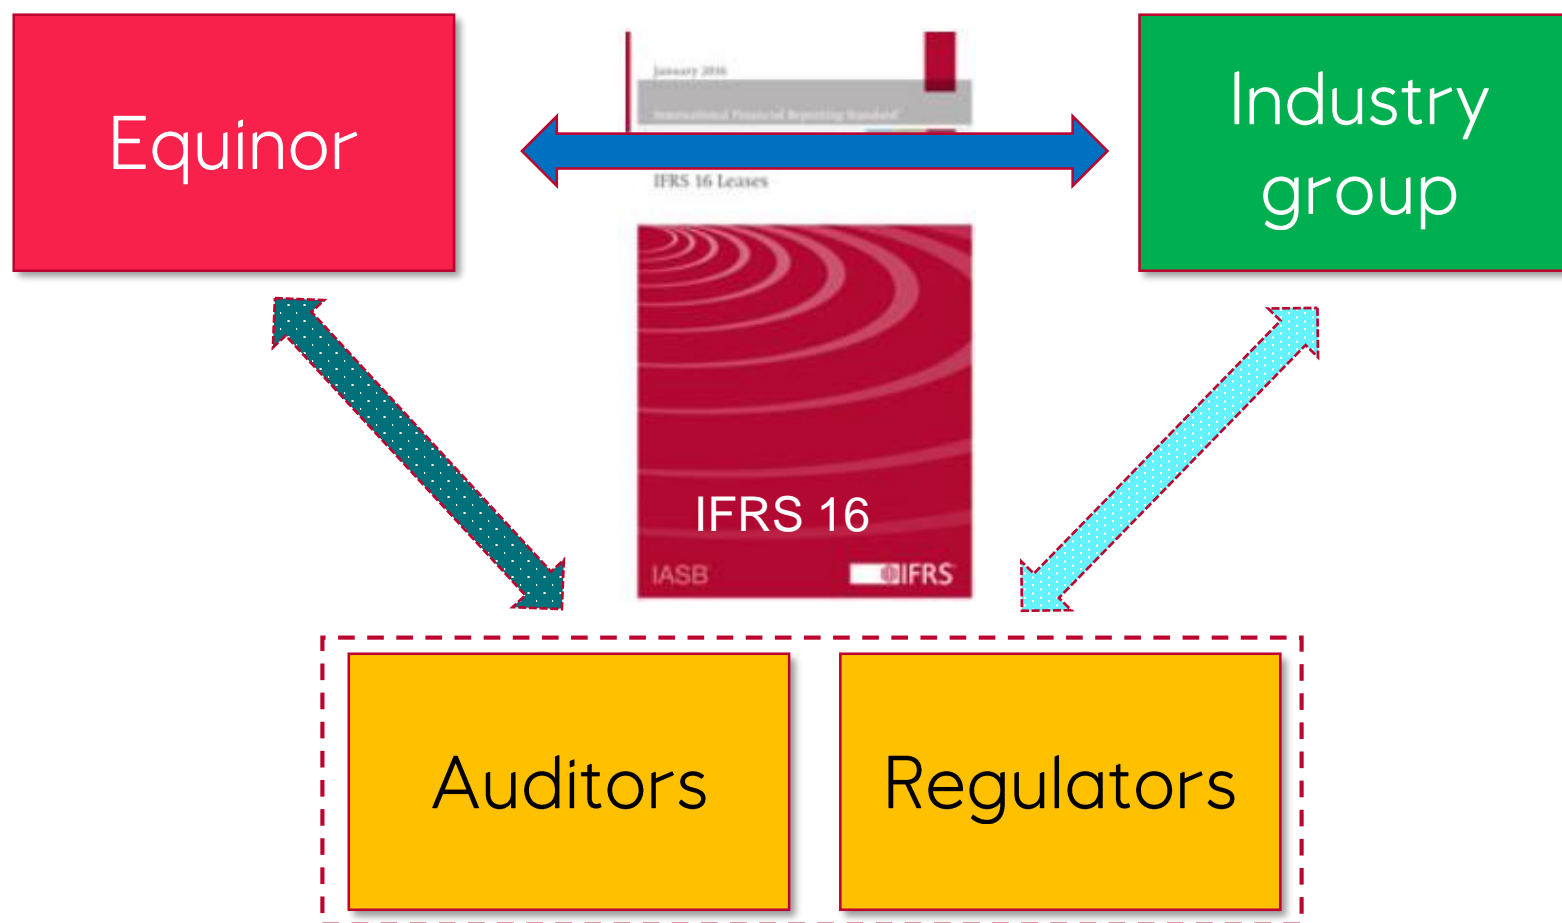 Equinor
January 2016
International Financial Reporting Standard®
IFRS 16 Leases
Industry
group
IFRS 16
IASB
IFRS
Auditors
Regulators